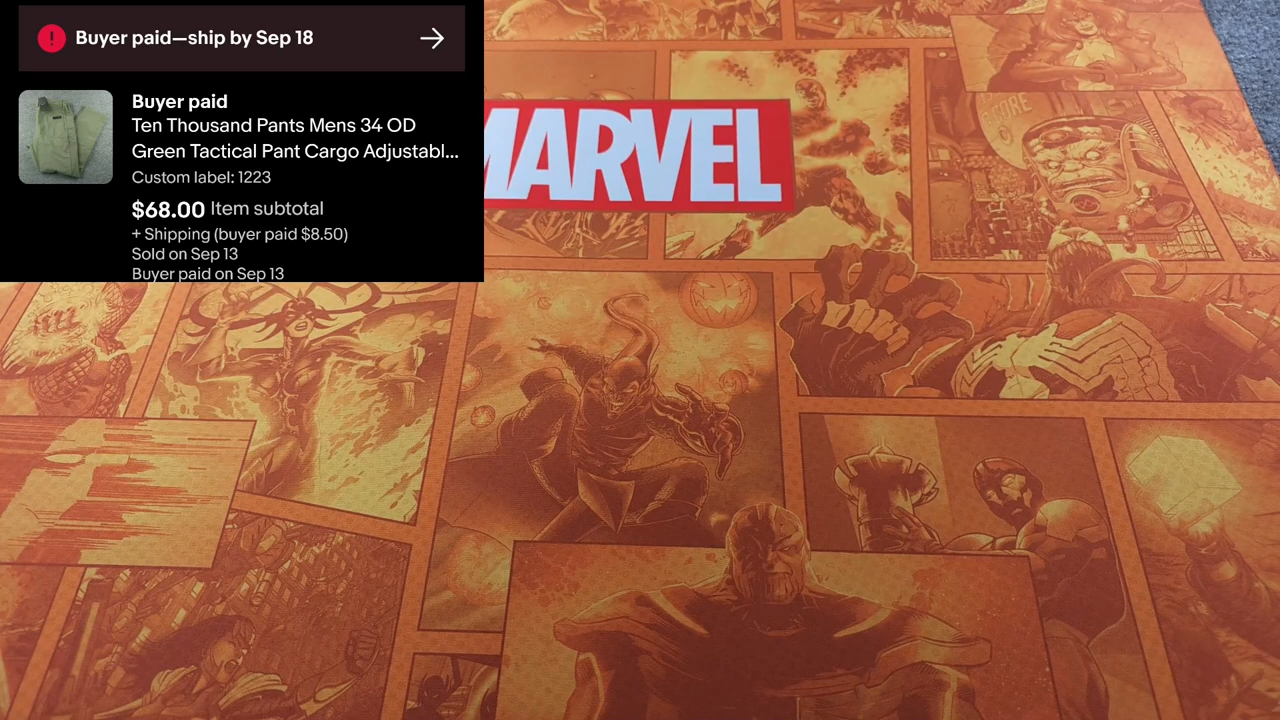 Buyer paid—ship by Sep 18
Buyer paid
Ten Thousand Pants Mens 34 OD
Green Tactical Pant Cargo Adjustabl...
Custom label: 1223
$68.00 Item subtotal
+ Shipping (buyer paid $8.50)
Sold on Sep 13
Buyer paid on Sep 13
MARVEL